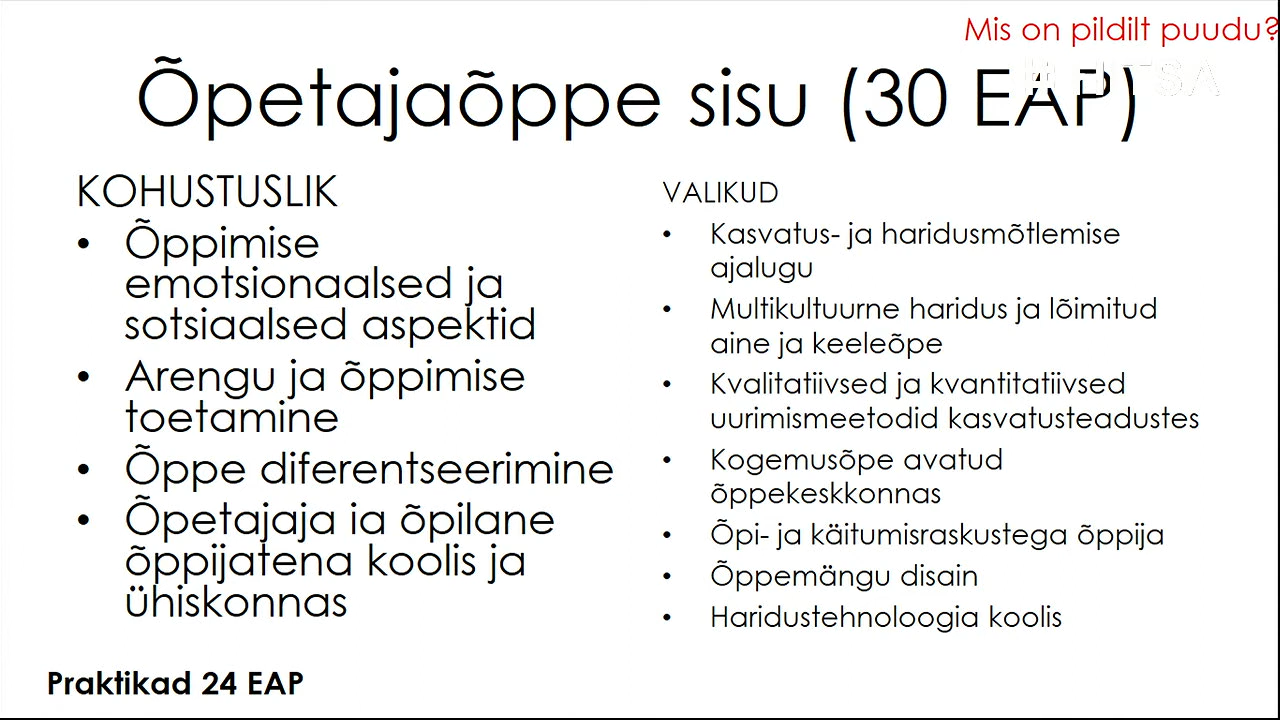 Mis on pildilt puudu?
Õpetajaõppe sisu (30 EAP)
KOHUSTUSLIK
• Õppimise
emotsionaalsed ja
sotsiaalsed aspektid
• Arengu ja õppimise
toetamine
• Õppe diferentseerimine
• Õpetajaja ia õpilane
õppijatena koolis ja
ühiskonnas
VALIKUD
• Kasvatus- ja haridusmõtlemise
ajalugu
• Multikultuurne haridus ja lõimitud
aine ja keeleõpe
• Kvalitatiivsed ja kvantitatiivsed
uurimismeetodid kasvatusteadustes
• Kogemusõpe avatud
õppekeskkonnas
• Õpi- ja käitumisraskustega õppija
• Õppemängu disain
• Haridustehnoloogia koolis
Praktikad 24 EAP